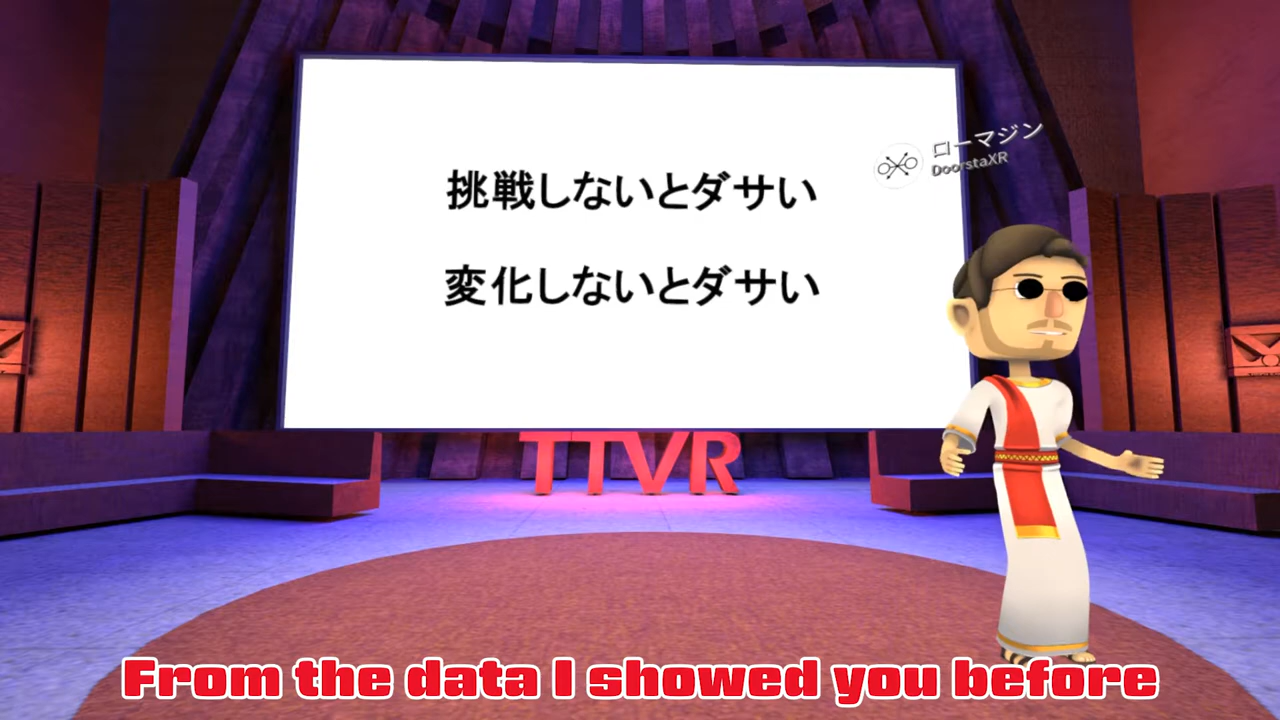 挑戦しないとダサい
変化しないとダサい
ローマジン
DoorstaXR
TTVR
From the data I showed you before